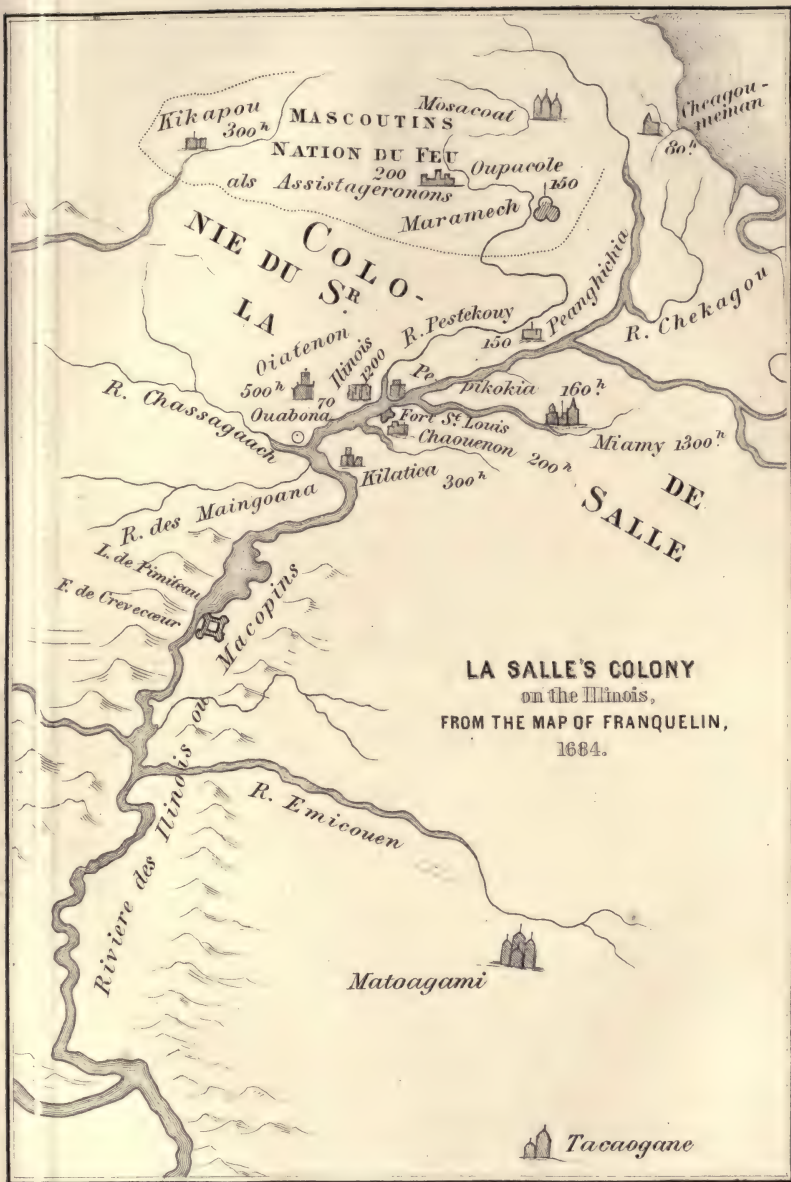 Kikapou
300h
MASCOUTINS
Mosacoat
Cheagou-
meman
80h.
NATION DU FEU
200
Oupacole
als Assistageronons
150
Maramech
COLO-
NIE DU SR
LA
R. Pestekouy
150
Peanghichia
R. Chekagou
Oiatenon
500h
Ilinois
1200
70
Ouabona
Pe
pikokia
160h.
R. Chassagaach
Fort St. Louis
Chaouenon
200h
Miamy 1300h.
Kilatica
300h
DE
SALLE
R. des Maingoana
L. de Pimiteau
F. de Crevecœur
Riviere des Ilinois ou Macopins
LA SALLE'S COLONY
on the Illinois,
FROM THE MAP OF FRANQUELIN,
1684.
R. Emicouen
Matoagami
Tacaogane